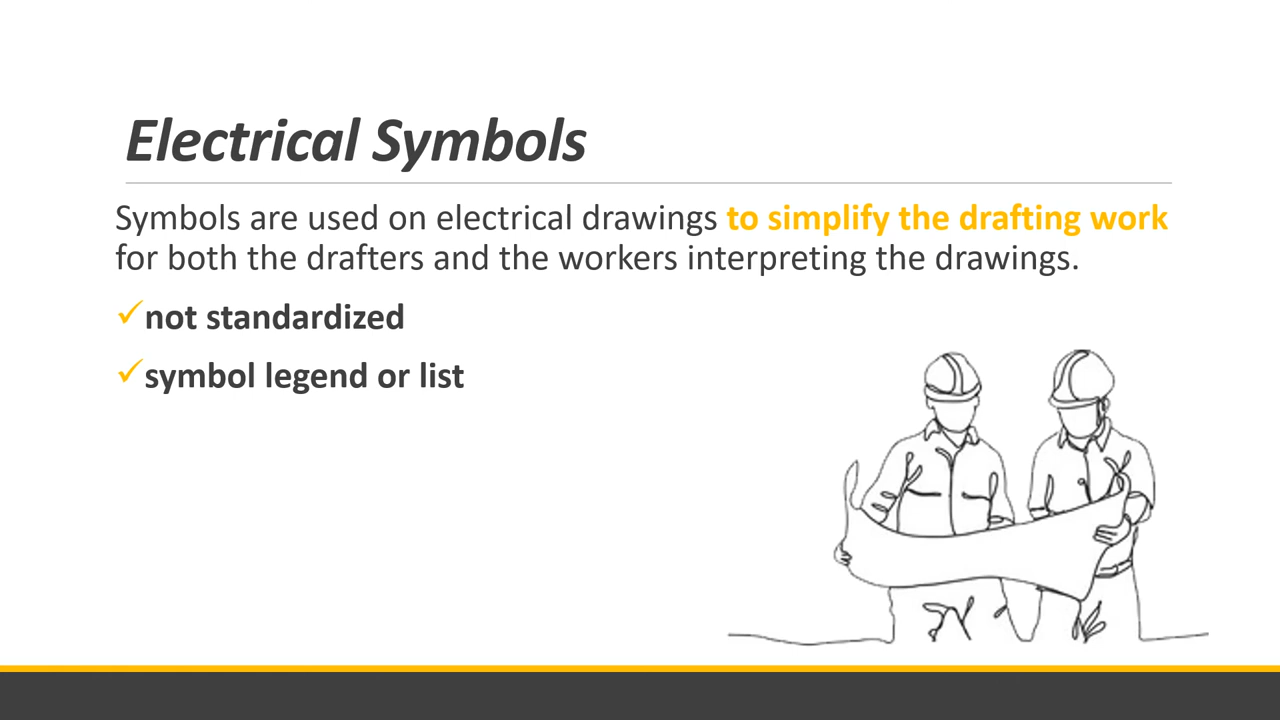 Electrical Symbols
Symbols are used on electrical drawings to simplify the drafting work
for both the drafters and the workers interpreting the drawings.
✓not standardized
✓symbol legend or list